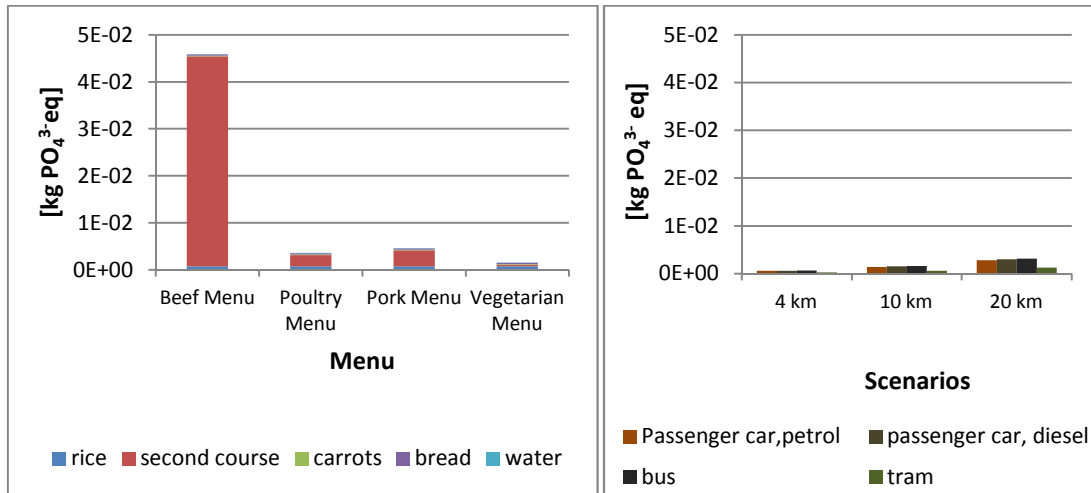 5E-02
4E-02
3E-02
2E-02
1E-02
0E+00
[kg PO₄³⁻-eq]
Beef Menu
Poultry Menu
Pork Menu
Vegetarian Menu
Menu
rice
second course
carrots
bread
water
5E-02
4E-02
3E-02
2E-02
1E-02
0E+00
[kg PO₄³⁻ eq]
4 km
10 km
20 km
Scenarios
Passenger car,petrol
passenger car, diesel
bus
tram